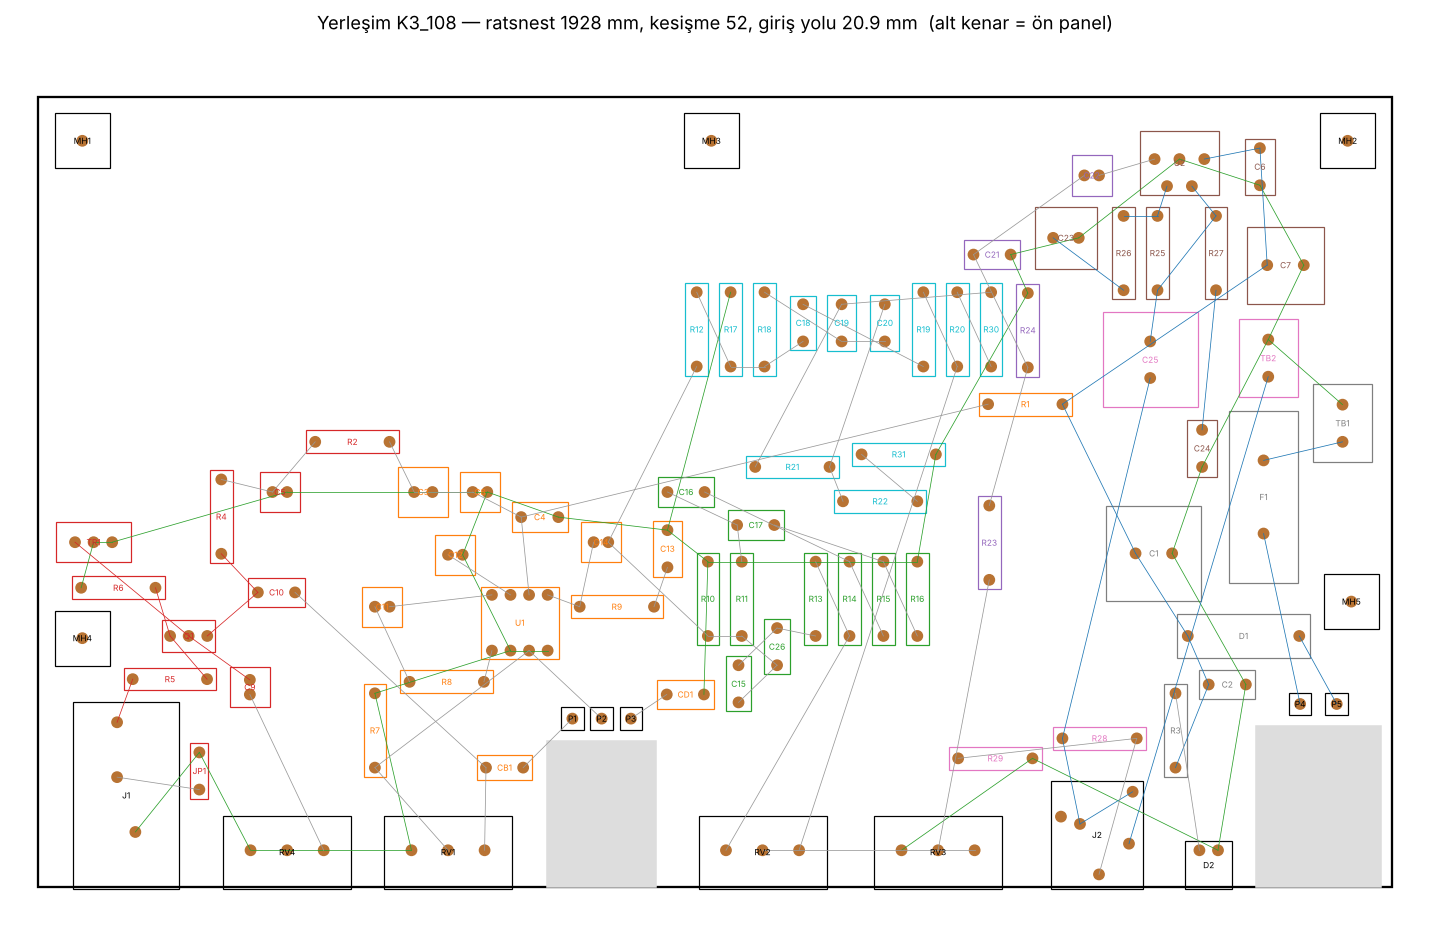 Yerleşim K3_108 — ratsnest 1928 mm, kesişme 52, giriş yolu 20.9 mm (alt kenar = ön panel)
MH1
MH3
MH2
C6
C23
R26
R25
R27
C21
C7
R12
R17
R18
C18
C19
C20
R19
R20
R30
R24
C25
TB2
R1
TB1
R2
R21
R31
C24
R4
C16
R22
F1
C4
C17
TR1
C13
R23
C1
R6
C10
R9
R10
R11
R13
R14
R15
R16
MH5
U1
MH4
C26
D1
R5
R8
C15
CD1
C2
P1
P2
P3
P4
P5
R7
R3
R28
R29
JP1
CB1
J1
J2
RV4
RV1
RV2
RV3
D2